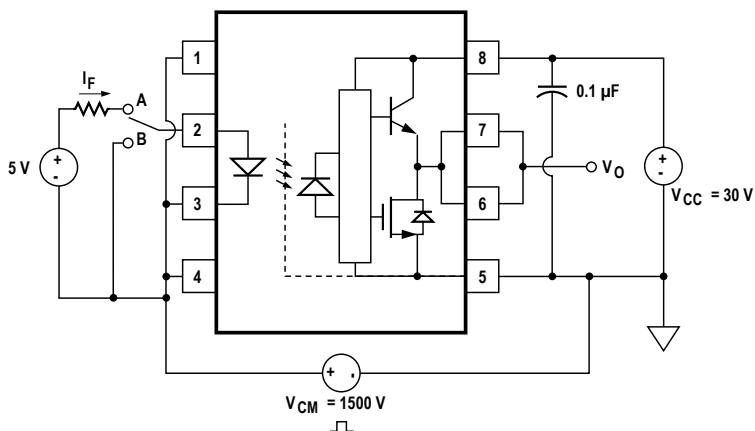 1
8
I F
A
0.1 µF
2
7
B
5 V
+
-
+
-
V O
3
6
V CC = 30 V
4
5
+
-
V CM = 1500 V